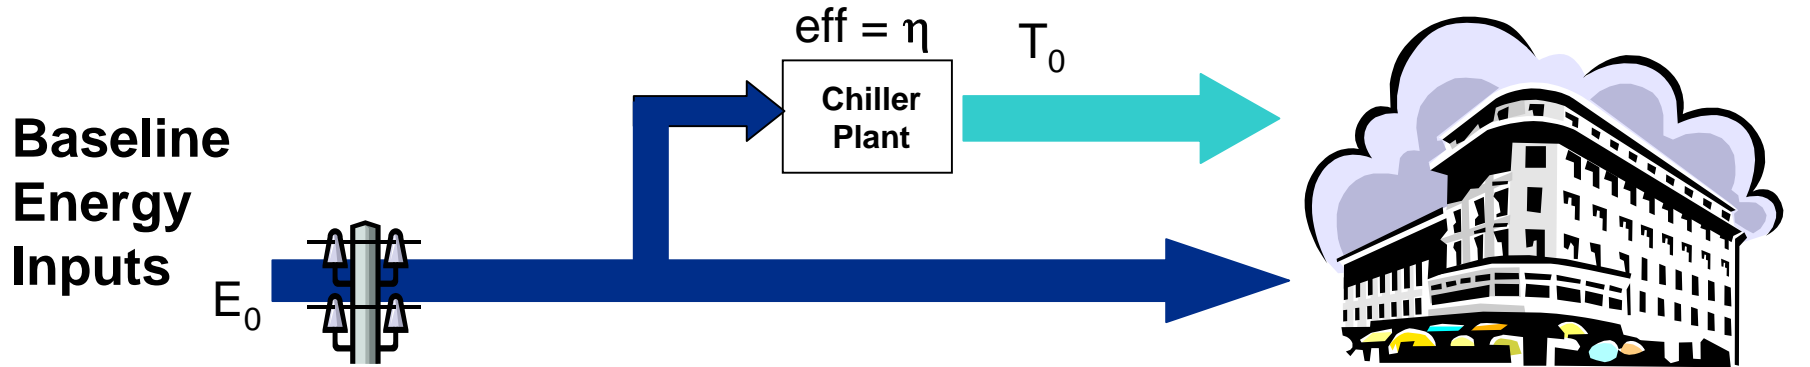 eff = η
T₀
Chiller
Plant
Baseline
Energy
Inputs
E₀